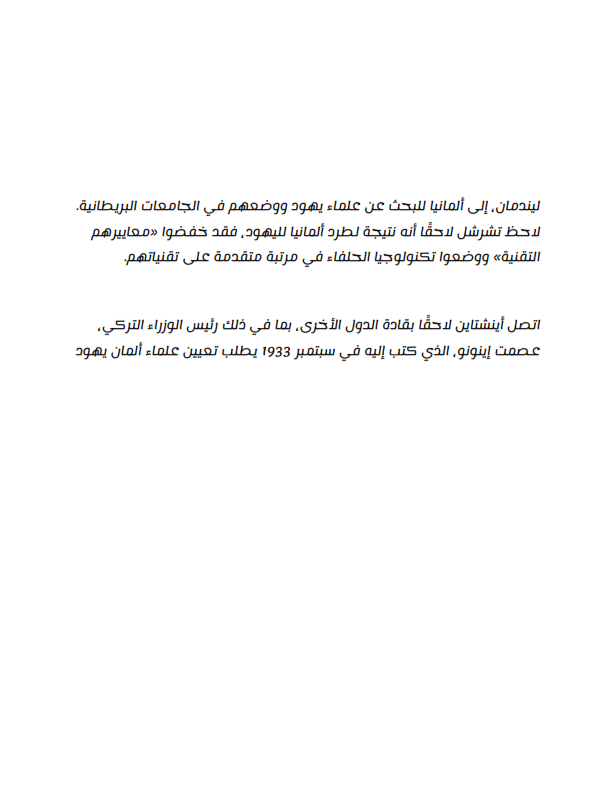 ليندمان، إلى ألمانيا للبحث عن علماء يهود ووضعهم في الجامعات البريطانية.
لاحظ تشرشل لاحقًا أنه نتيجة لطرد ألمانيا لليهود، فقد خفضوا «معاييرهم
التقنية» ووضعوا تكنولوجيا الحلفاء في مرتبة متقدمة على تقنياتهم.
اتصل أينشتاين لاحقًا بقادة الدول الأخرى، بما في ذلك رئيس الوزراء التركي،
عصمت إينونو، الذي كتب إليه في سبتمبر 1933 يطلب تعيين علماء ألمان يهود